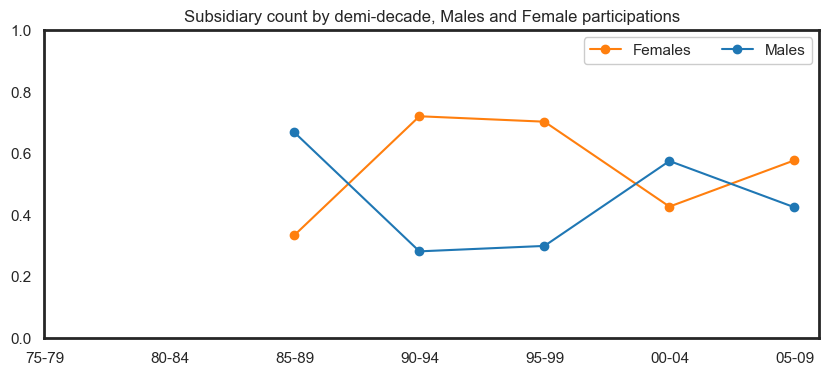 Subsidiary count by demi-decade, Males and Female participations
1.0
Females Males
0.8
0.6
0.4
0.2
0.0
75-79 80-84 85-89 90-94 95-99 00-04 05-09